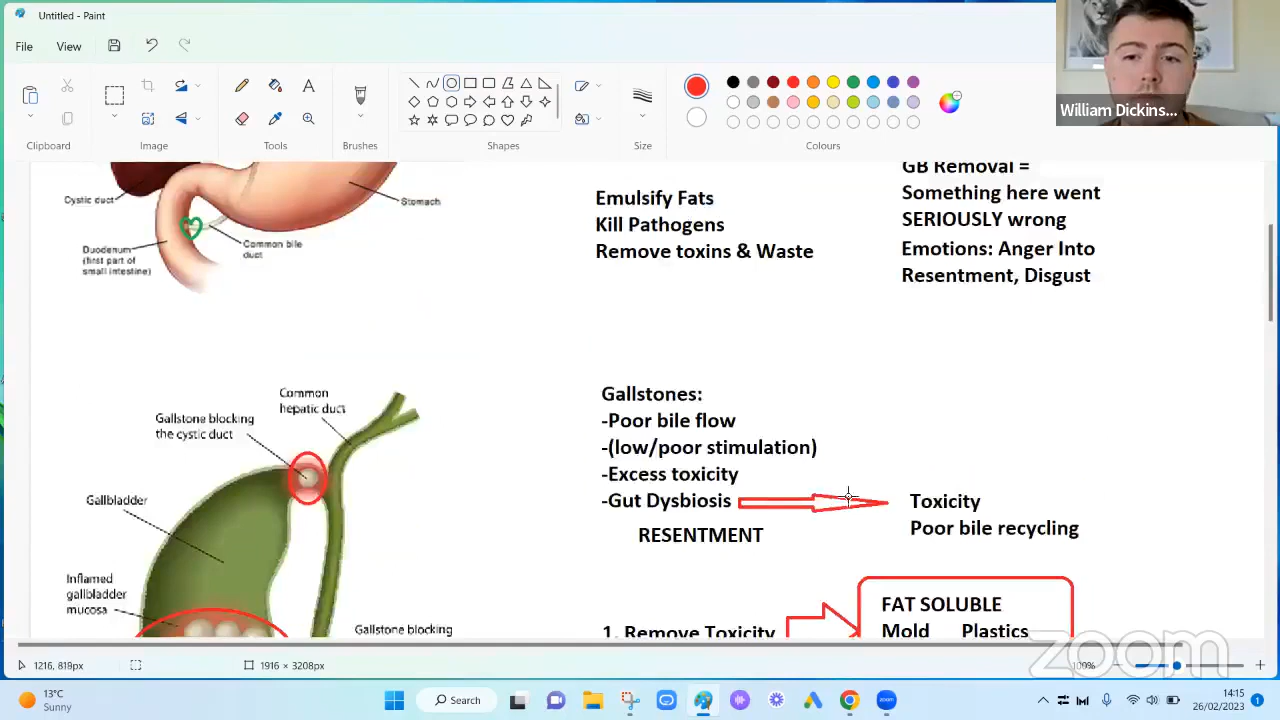 Untitled - Paint
File
View
Clipboard
Image
Tools
Brushes
Shapes
Size
Colours
William Dickins...
Cystic duct
Stomach
Duodenum
(first part of
small intestine)
Common bile
duct
Emulsify Fats
Kill Pathogens
Remove toxins & Waste
GB Removal =
Something here went
SERIOUSLY wrong
Emotions: Anger Into
Resentment, Disgust
Common
hepatic duct
Gallstone blocking
the cystic duct
Gallbladder
Inflamed
gallbladder
mucosa
Gallstone blocking
Gallstones:
-Poor bile flow
-(low/poor stimulation)
-Excess toxicity
-Gut Dysbiosis
RESENTMENT
Toxicity
Poor bile recycling
1. Remove Toxicity
FAT SOLUBLE
Mold Plastics
zoom
1216, 818px
1916 × 3208px
100%
13°C
Sunny
Search
zoom
14:15
26/02/2023
1